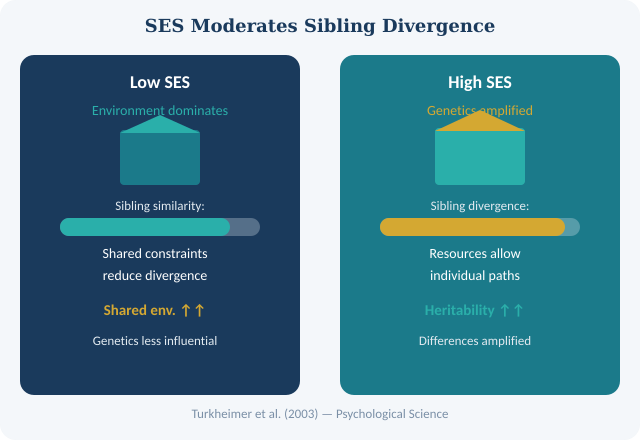 SES Moderates Sibling Divergence
Low SES
Environment dominates
Sibling similarity:
Shared constraints
reduce divergence
Shared env. ↑↑
Genetics less influential
High SES
Genetics amplified
Sibling divergence:
Resources allow
individual paths
Heritability ↑↑
Differences amplified
Turkheimer et al. (2003) — Psychological Science